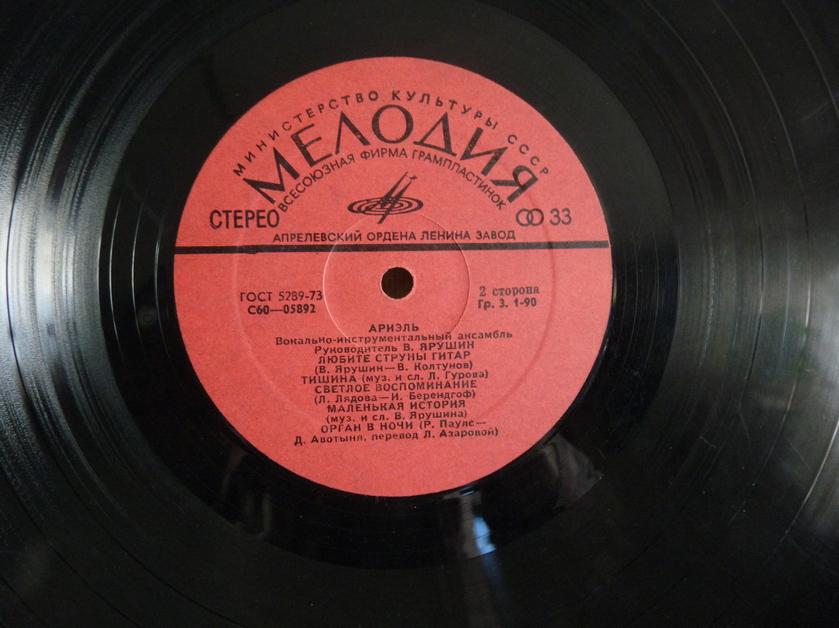 МИНИСТЕРСТВО КУЛЬТУРЫ СССР
МЕЛОДИЯ
ВСЕСОЮЗНАЯ ФИРМА ГРАМПЛАСТИНОК
СТЕРЕО
33
АПРЕЛЕВСКИЙ ОРДЕНА ЛЕНИНА ЗАВОД
ГОСТ 5289-73
С60—05892
2 сторона
Гр. 3. 1-90
АРИЭЛЬ
Вокально-инструментальный ансамбль
Руководитель В. ЯРУШИН
ЛЮБИТЕ СТРУНЫ ГИТАР
(В. Ярушин—В. Колтунов)
ТИШИНА (муз. и сл. Л. Гурова)
СВЕТЛОЕ ВОСПОМИНАНИЕ
(Л. Лядова—И. Берендгоф)
МАЛЕНЬКАЯ ИСТОРИЯ
(муз. и сл. В. Ярушина)
ОРГАН В НОЧИ (Р. Паулс—
Д. Авотыня, перевод Л. Азаровой)